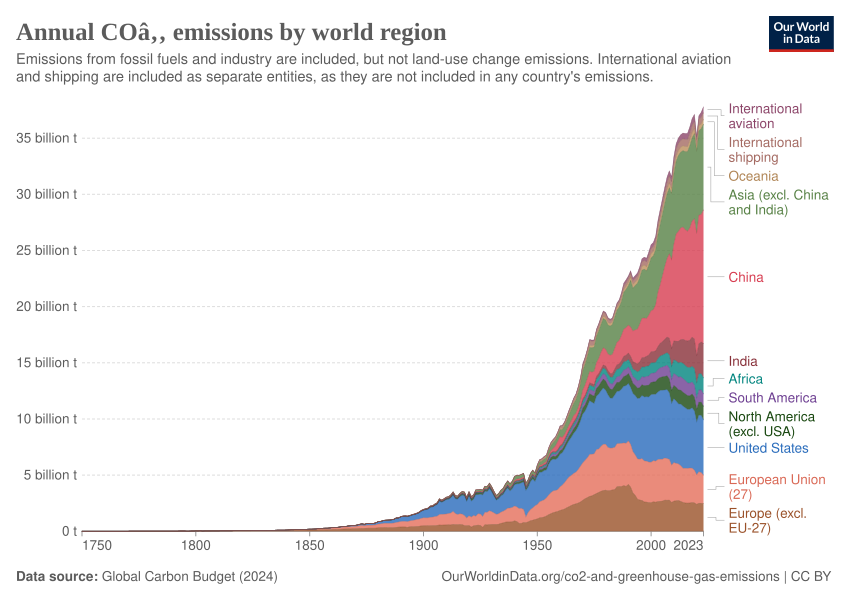 Annual COâ‚‚ emissions by world region
Our World
in Data
Emissions from fossil fuels and industry are included, but not land-use change emissions. International aviation
and shipping are included as separate entities, as they are not included in any country's emissions.
35 billion t
30 billion t
25 billion t
20 billion t
15 billion t
10 billion t
5 billion t
0 t
1750
1800
1850
1900
1950
2000
2023
International
aviation
International
shipping
Oceania
Asia (excl. China
and India)
China
India
Africa
South America
North America
(excl. USA)
United States
European Union
(27)
Europe (excl.
EU-27)
Data source: Global Carbon Budget (2024)
OurWorldinData.org/co2-and-greenhouse-gas-emissions | CC BY